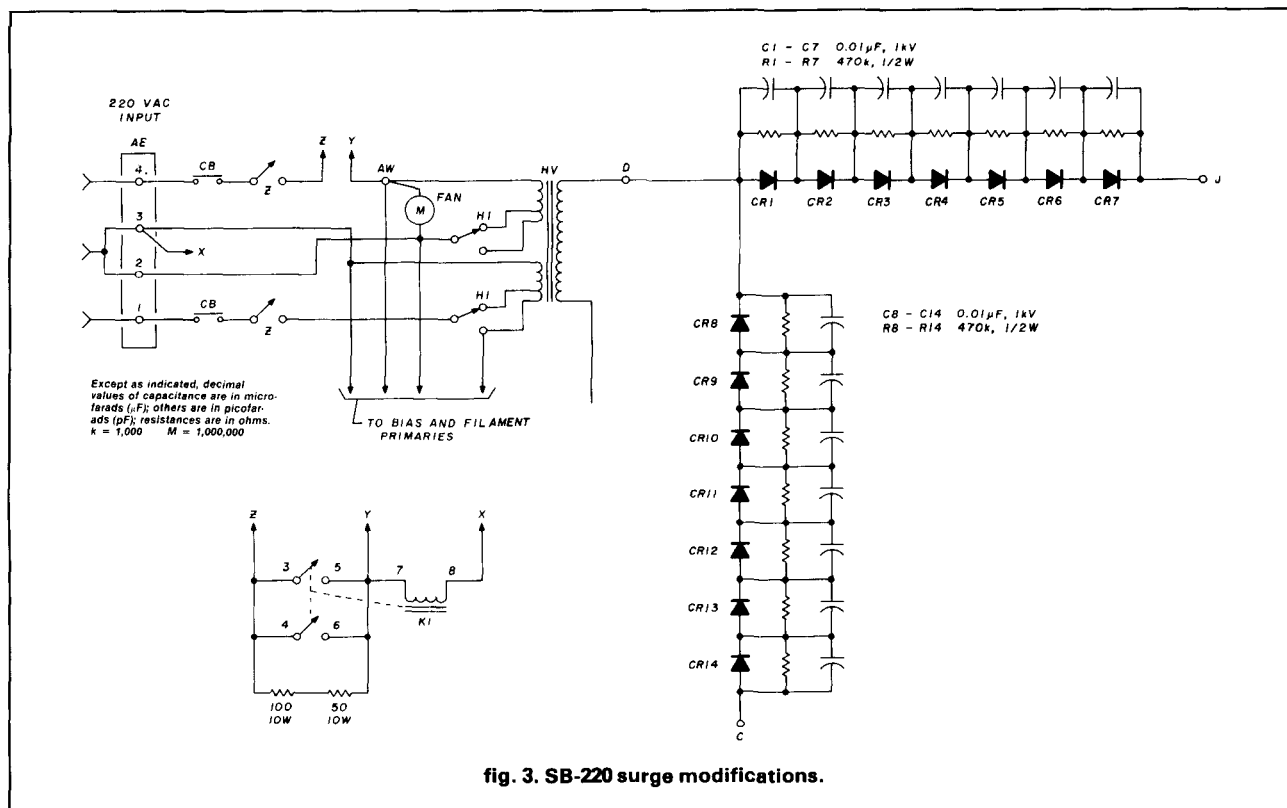 220 VAC
INPUT
AE
4.
3
2
1
CB
Z
X
CB
Z
Z
Y
AW
FAN
M
HI
HI
HV
D
C1 - C7 0.01μF, 1kV
R1 - R7 470k, 1/2W
CR1
CR2
CR3
CR4
CR5
CR6
CR7
J
Except as indicated, decimal
values of capacitance are in micro-
farads (μF); others are in picofar-
ads (pF); resistances are in ohms.
k = 1,000 M = 1,000,000
TO BIAS AND FILAMENT
PRIMARIES
CR8
CR9
CR10
CR11
CR12
CR13
CR14
C8 - C14 0.01μF, 1kV
R8 - R14 470k, 1/2W
C
Z
Y
X
3
5
7
8
4
6
K1
100
10W
50
10W
fig. 3. SB-220 surge modifications.